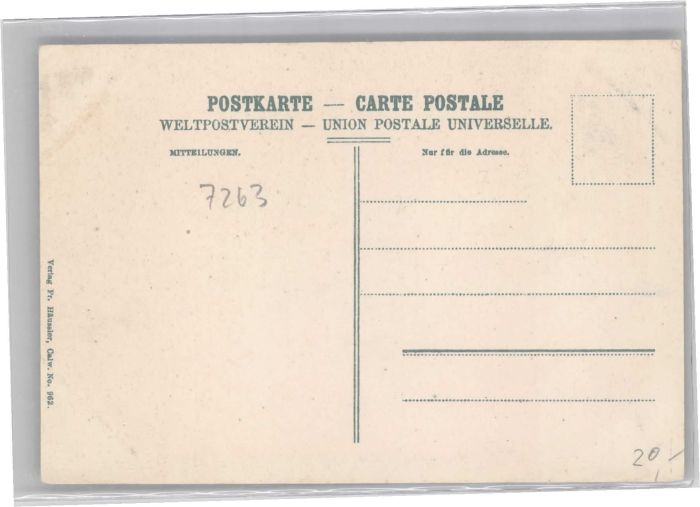 POSTKARTE — CARTE POSTALE
WELTPOSTVEREIN — UNION POSTALE UNIVERSELLE.
MITTEILUNGEN.
Nur für die Adresse.
7263
Verlag Fr. Häussler, Calw. No. 962.
20,-